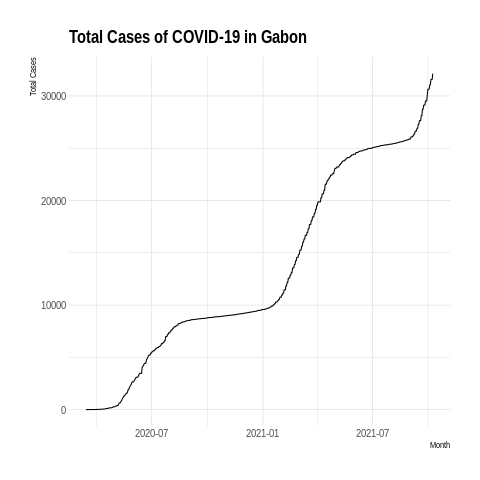 Total Cases of COVID-19 in Gabon
Total Cases
30000
20000
10000
0
2020-07
2021-01
2021-07
Month